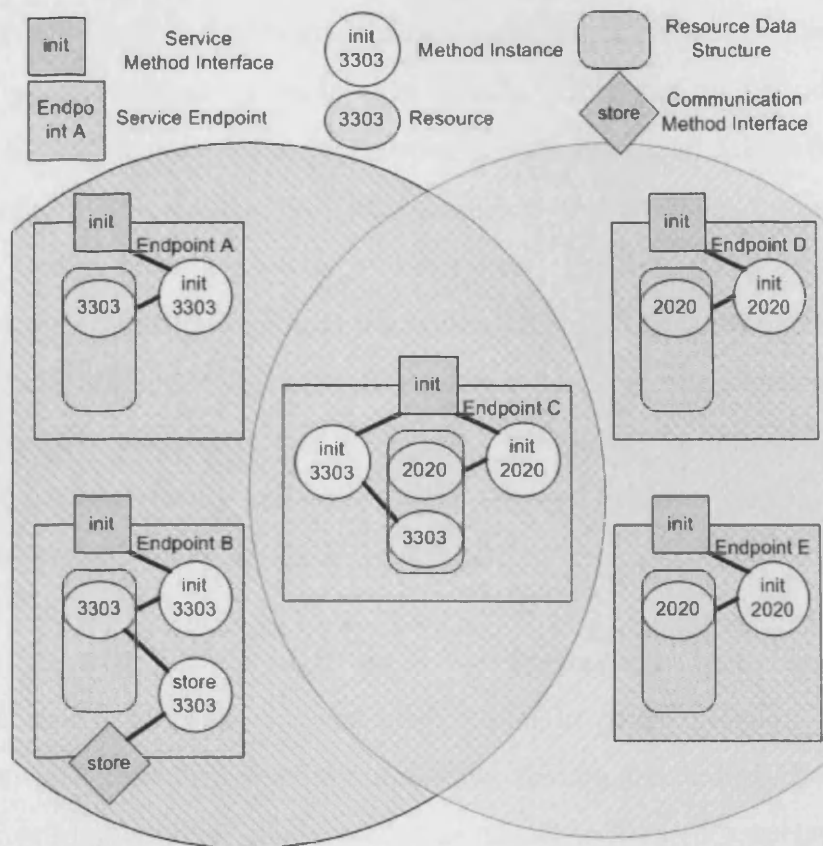 init
Service
Method Interface
init
3303
Method Instance
Resource Data
Structure
Endpo
int A
Service Endpoint
3303
Resource
store
Communication
Method Interface
init
Endpoint A
3303
init
3303
init
Endpoint D
2020
init
2020
init
Endpoint C
init
3303
2020
init
2020
3303
init
Endpoint B
3303
init
3303
store
3303
store
init
Endpoint E
2020
init
2020